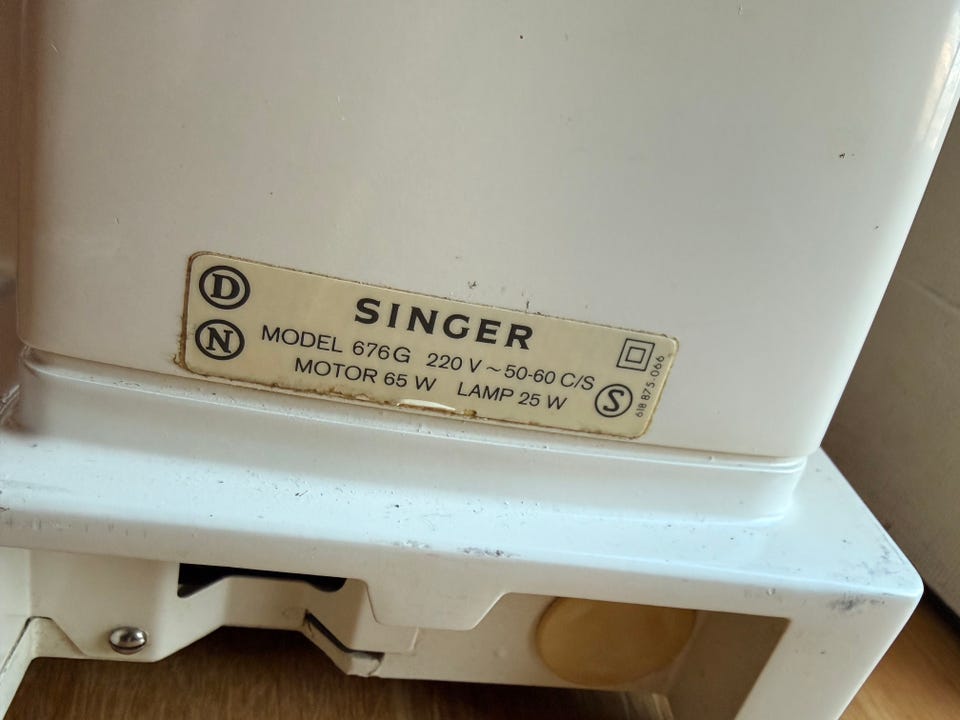 D
SINGER
N
MODEL 676G 220 V ~ 50-60 C/S
MOTOR 65 W LAMP 25 W
S
618 875-066